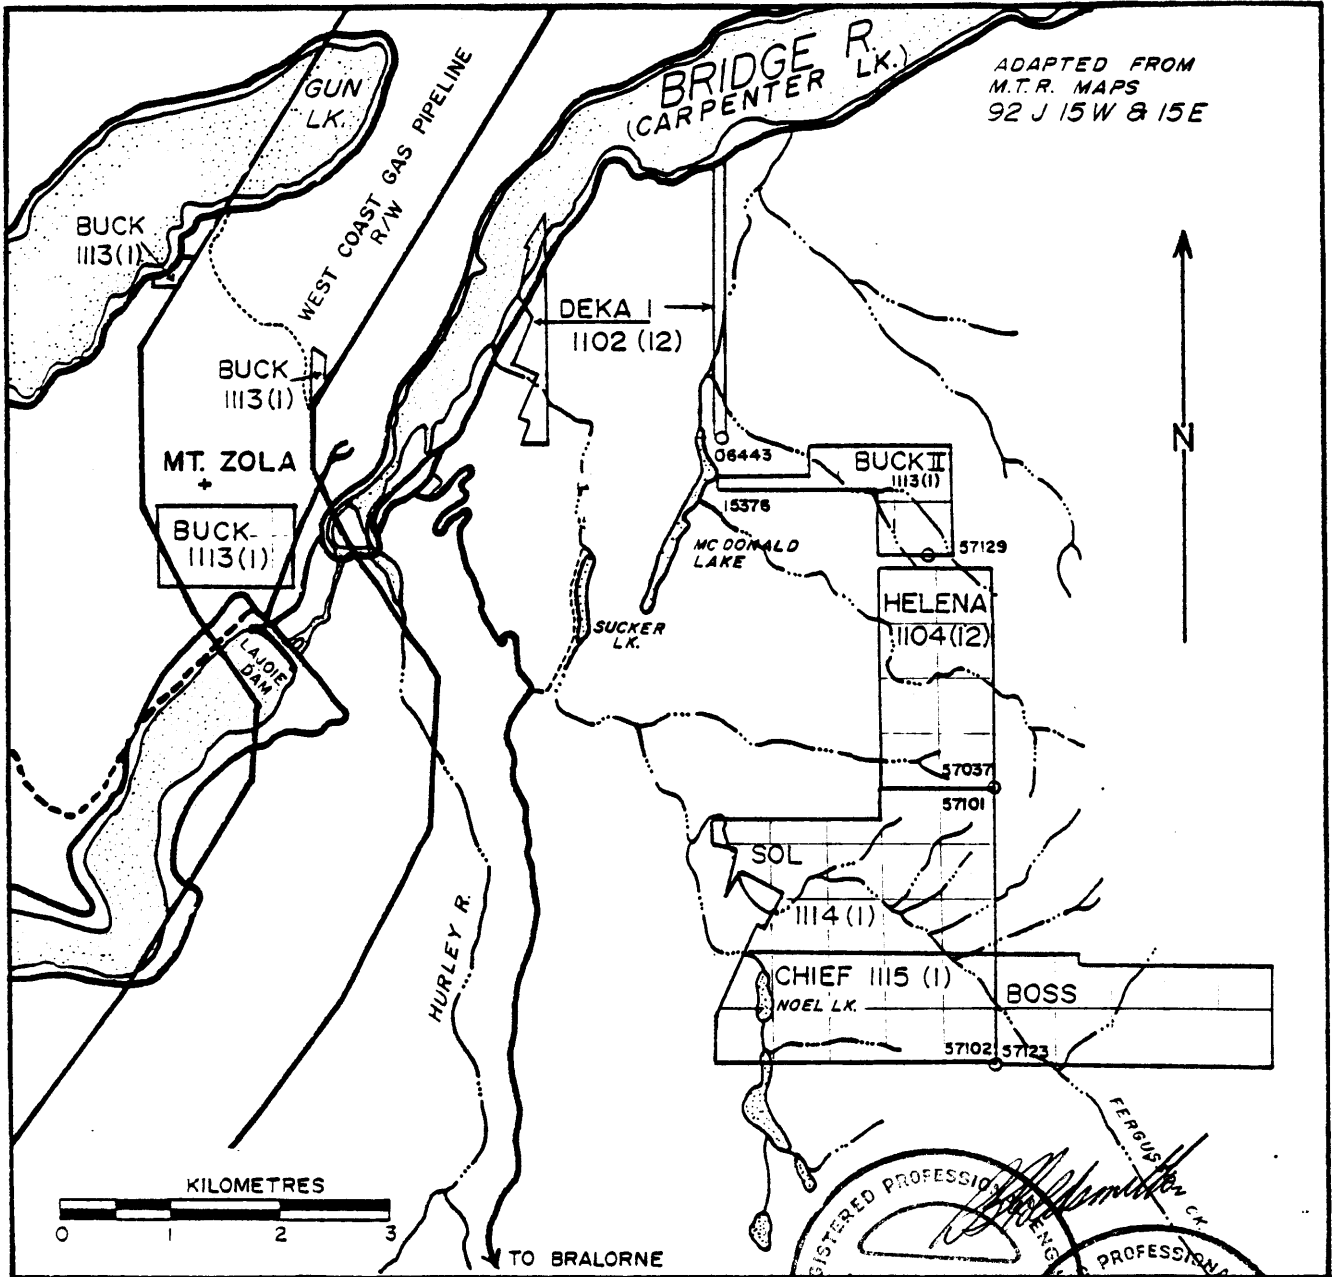 GUN
LK.
WEST COAST GAS PIPELINE
R/W
BRIDGE R.
(CARPENTER LK.)
ADAPTED FROM
M.T.R. MAPS
92 J 15W & 15E
BUCK
1113(1)
DEKA 1
1102 (12)
BUCK
1113(1)
N
MT. ZOLA
+
06443
BUCK II
1113(1)
15376
BUCK
1113(1)
MC DONALD
LAKE
57129
HELENA
1104(12)
SUCKER
LK.
LAJOIE
DAM
57037
57101
SOL
1114 (1)
HURLEY R.
CHIEF 1115 (1)
NOEL LK.
BOSS
57102
57123
FERGUSON CK.
KILOMETRES
0 1 2 3
TO BRALORNE
GISTERED PROFESSIONAL ENG
PROFESSIONA